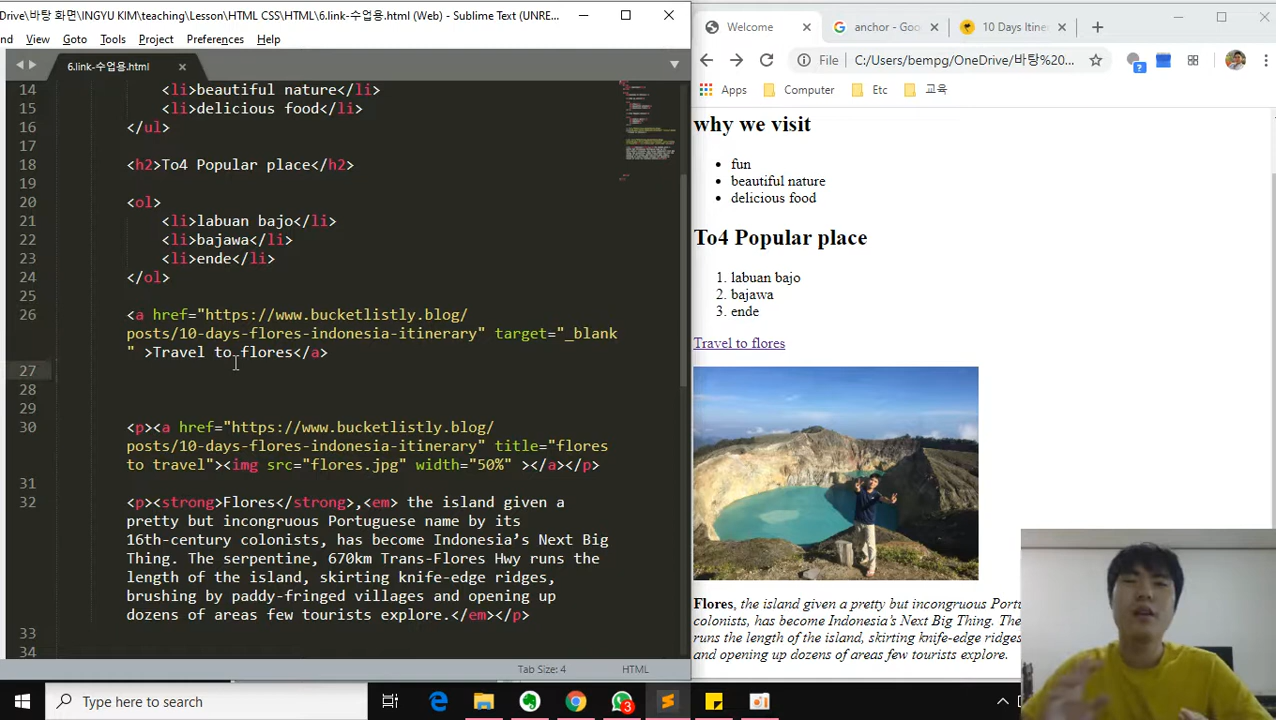 Drive\바탕 화면\INGYU KIM\teaching\Lesson\HTML CSS\HTML\6.link-수업용.html (Web) - Sublime Text (UNRE...
nd View Goto Tools Project Preferences Help
6.link-수업용.html
14 <li>beautiful nature</li>
15 <li>delicious food</li>
16 </ul>
17
18 <h2>To4 Popular place</h2>
19
20 <ol>
21 <li>labuan bajo</li>
22 <li>bajawa</li>
23 <li>ende</li>
24 </ol>
25
26 <a href="https://www.bucketlistly.blog/
posts/10-days-flores-indonesia-itinerary" target="_blank
" >Travel to flores</a>
27
28
29
30 <p><a href="https://www.bucketlistly.blog/
posts/10-days-flores-indonesia-itinerary" title="flores
to travel"><img src="flores.jpg" width="50%" ></a></p>
31
32 <p><strong>Flores</strong>,<em> the island given a
pretty but incongruous Portuguese name by its
16th-century colonists, has become Indonesia’s Next Big
Thing. The serpentine, 670km Trans-Flores Hwy runs the
length of the island, skirting knife-edge ridges,
brushing by paddy-fringed villages and opening up
dozens of areas few tourists explore.</em></p>
33
34
Tab Size: 4 HTML
Welcome
anchor - Goo
10 Days Itine
File C:/Users/bempg/OneDrive/바탕%20...
Apps Computer Etc 교육
why we visit
fun
beautiful nature
delicious food
To4 Popular place
1. labuan bajo
2. bajawa
3. ende
Travel to flores
Flores, the island given a pretty but incongruous Portu
colonists, has become Indonesia’s Next Big Thing. The
runs the length of the island, skirting knife-edge ridges
and opening up dozens of areas few tourists explore.
Type here to search
3